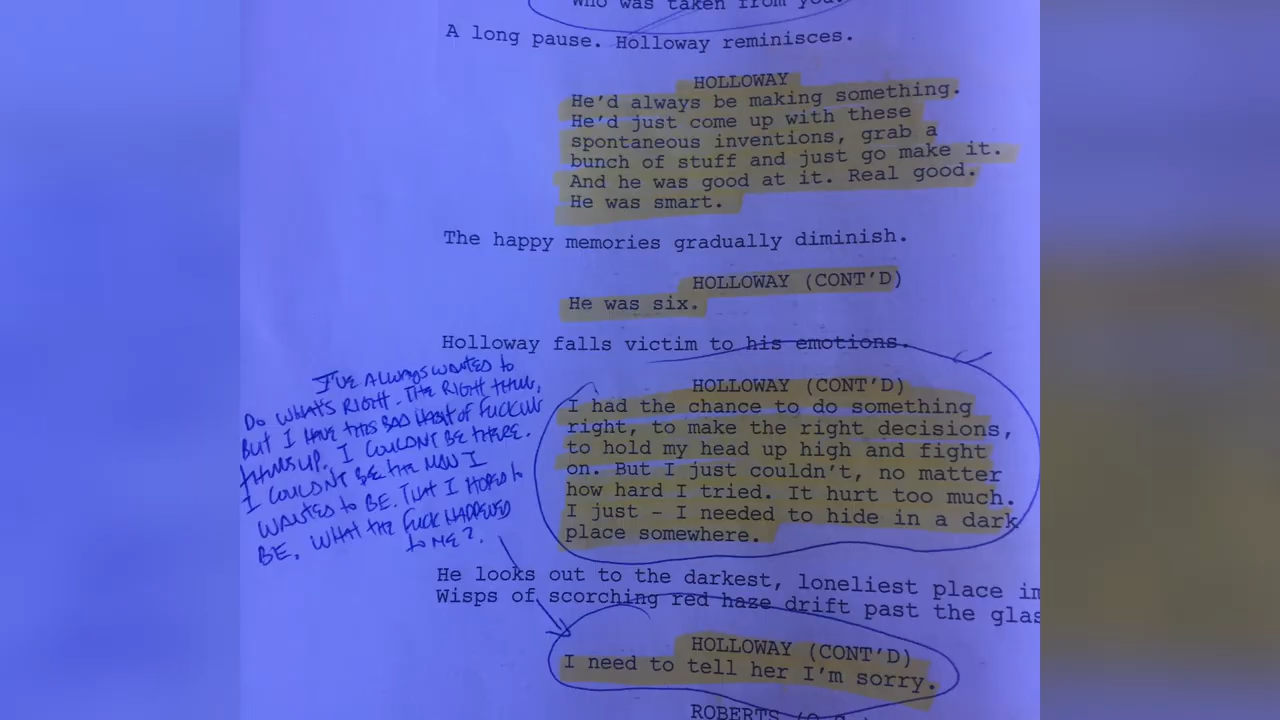 Who was taken from you.
A long pause. Holloway reminisces.
HOLLOWAY
He'd always be making something.
He'd just come up with these
spontaneous inventions, grab a
bunch of stuff and just go make it.
And he was good at it. Real good.
He was smart.
The happy memories gradually diminish.
HOLLOWAY (CONT'D)
He was six.
Holloway falls victim to his emotions.
HOLLOWAY (CONT'D)
I had the chance to do something
right, to make the right decisions,
to hold my head up high and fight
on. But I just couldn't, no matter
how hard I tried. It hurt too much.
I just – I needed to hide in a dark
place somewhere.
I'VE ALWAYS WANTED TO
DO WHAT'S RIGHT. THE RIGHT THING,
BUT I HAVE THIS BAD HABIT OF FUCKING
THINGS UP. I COULDN'T BE THERE.
I COULDN'T BE THE MAN I
WANTED TO BE. THAT I HOPED TO
BE. WHAT THE FUCK HAPPENED
TO ME?
He looks out to the darkest, loneliest place in
Wisps of scorching red haze drift past the glas
HOLLOWAY (CONT'D)
I need to tell her I'm sorry.
ROBERTS